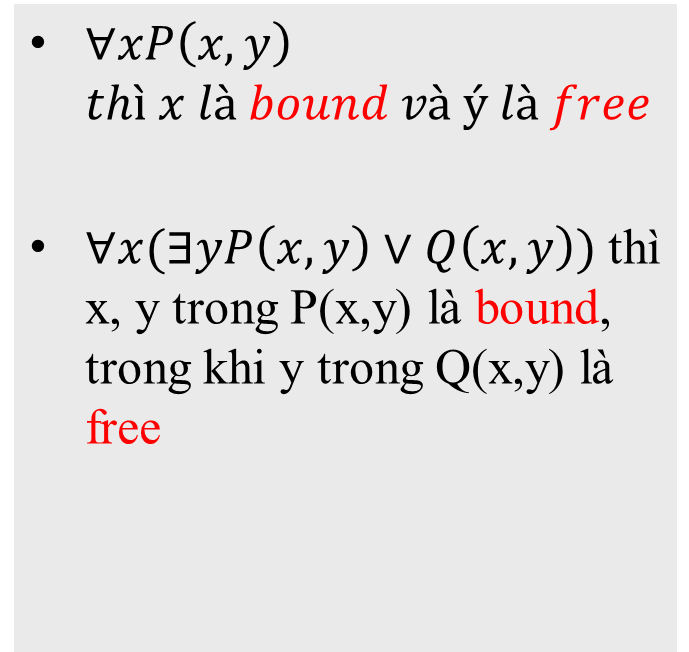 • ∀xP(x, y)
thì x là bound và ý là free
• ∀x(∃yP(x, y) ∨ Q(x, y)) thì
x, y trong P(x,y) là bound,
trong khi y trong Q(x,y) là
free